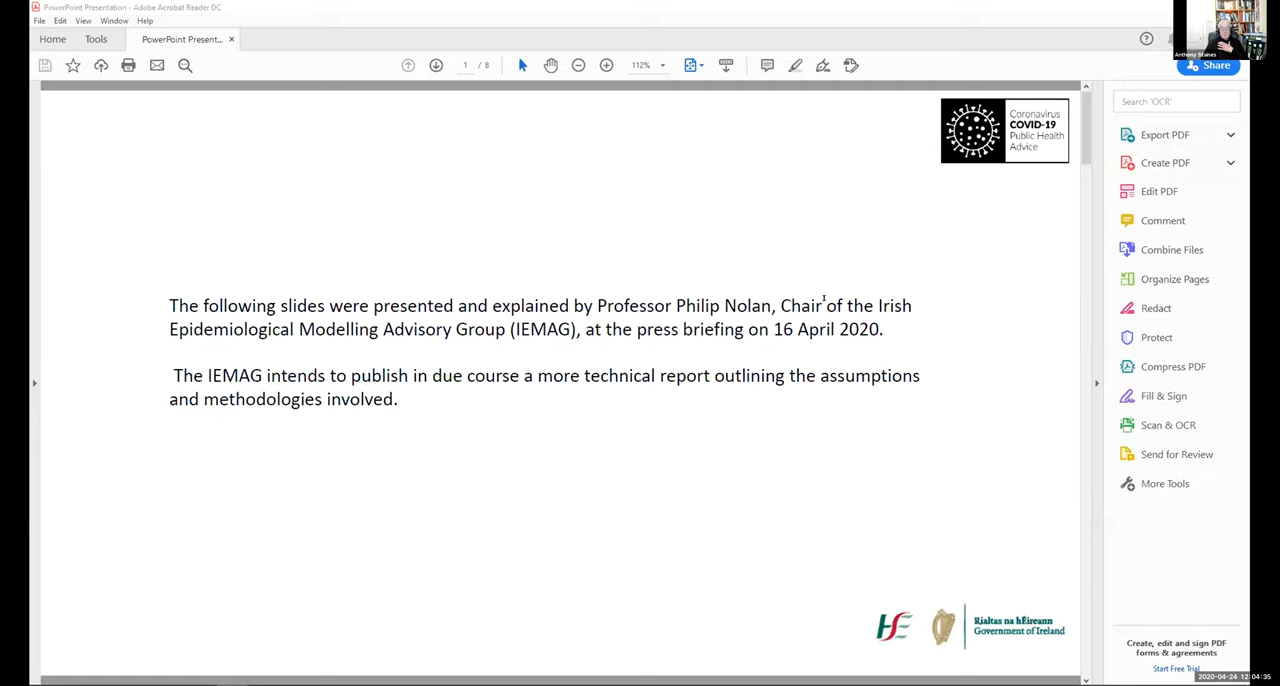 PowerPoint Presentation - Adobe Acrobat Reader DC
File Edit View Window Help
Home Tools PowerPoint Present... ×
1 / 8 112%
Anthony Staines
Share
Search 'OCR'
Export PDF
Create PDF
Edit PDF
Comment
Combine Files
Organize Pages
Redact
Protect
Compress PDF
Fill & Sign
Scan & OCR
Send for Review
More Tools
Coronavirus
COVID-19
Public Health
Advice
The following slides were presented and explained by Professor Philip Nolan, Chair of the Irish
Epidemiological Modelling Advisory Group (IEMAG), at the press briefing on 16 April 2020.
The IEMAG intends to publish in due course a more technical report outlining the assumptions
and methodologies involved.
Rialtas na hÉireann
Government of Ireland
Create, edit and sign PDF
forms & agreements
Start Free Trial
2020-04-24 12:04:35